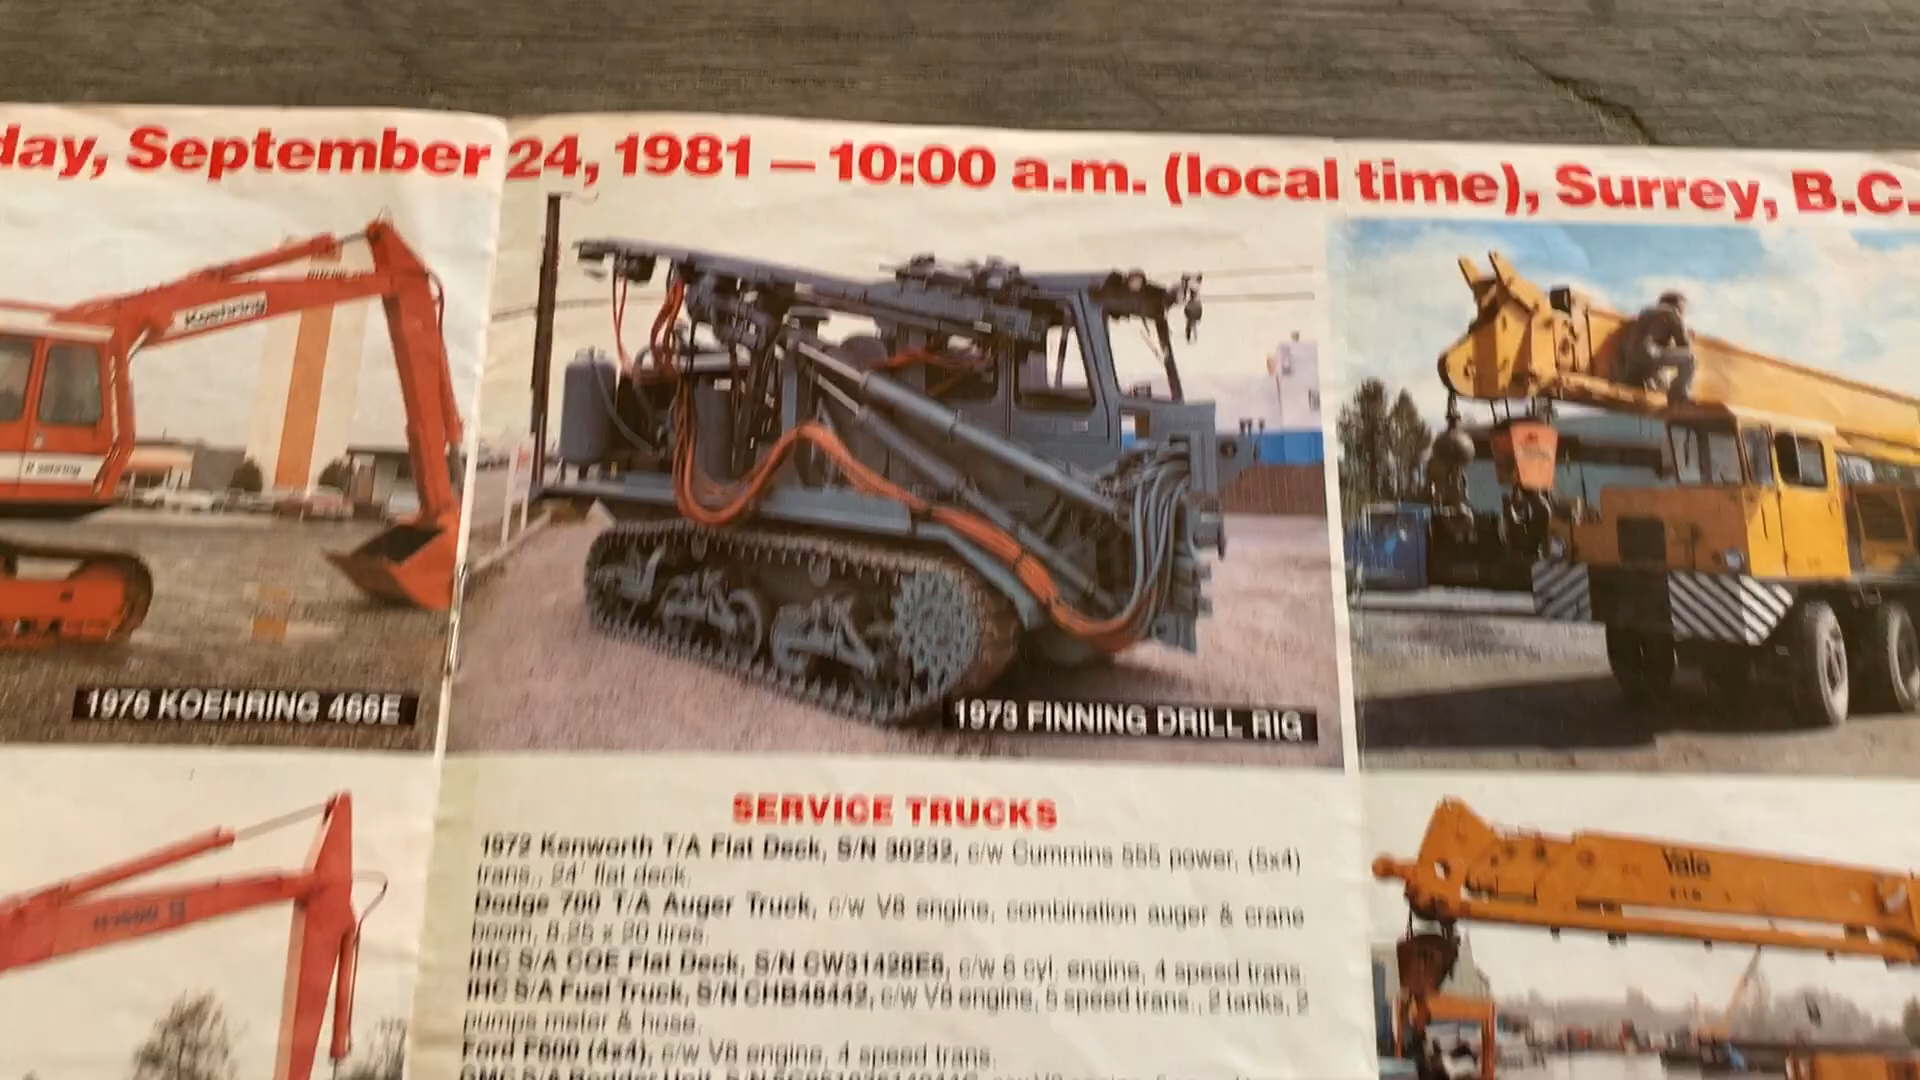 day, September 24, 1981 — 10:00 a.m. (local time), Surrey, B.C.
Koehring
1976 KOEHRING 466E
1973 FINNING DRILL RIG
SERVICE TRUCKS
1972 Kenworth T/A Flat Deck, S/N 30232, c/w Cummins 555 power, (5x4)
trans., 24' flat deck.
Dodge 700 T/A Auger Truck, c/w V8 engine, combination auger & crane
boom, 8.25 x 20 tires.
IHC S/A COE Flat Deck, c/w 6 cyl. engine, 4 speed trans.
IHC S/A Fuel Truck, c/w V8 engine, 5 speed trans., 2 tanks, 2
pumps meter & hose.
Ford F600 (4x4), c/w V8 engine, 4 speed trans.
Yale